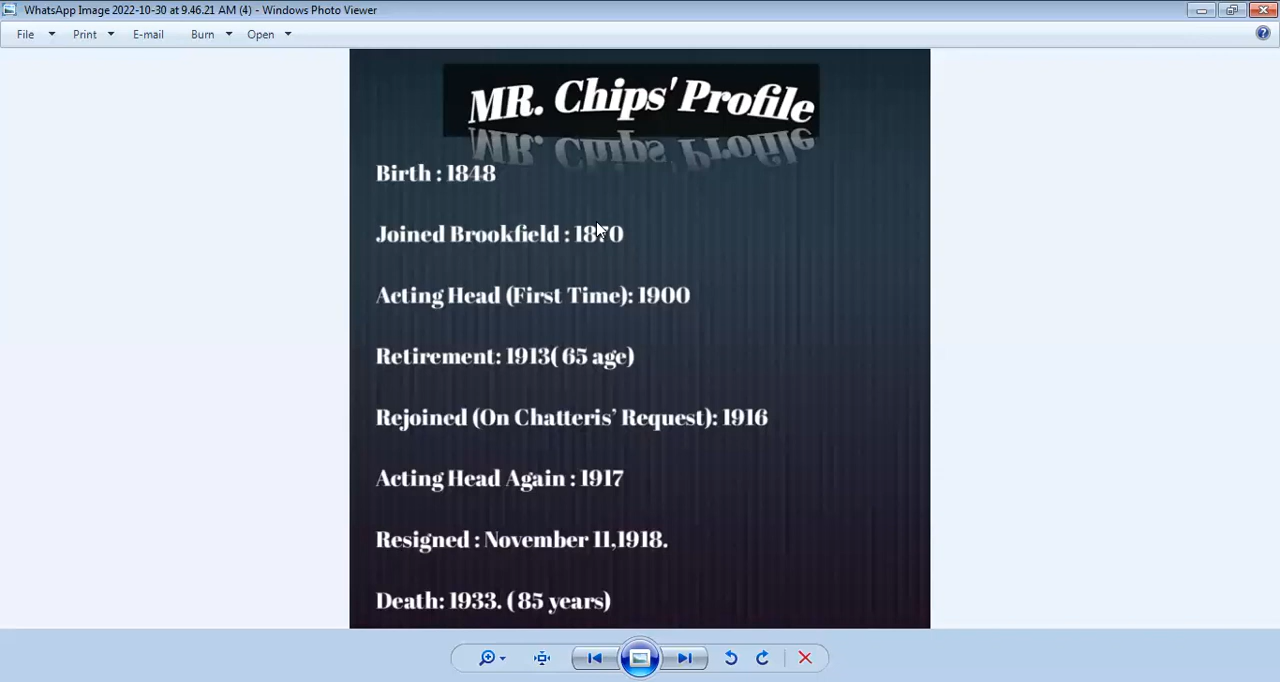 WhatsApp Image 2022-10-30 at 9.46.21 AM (4) - Windows Photo Viewer
File Print E-mail Burn Open
MR. Chips' Profile
Birth : 1848
Joined Brookfield : 1870
Acting Head (First Time): 1900
Retirement: 1913( 65 age)
Rejoined (On Chatteris’ Request): 1916
Acting Head Again : 1917
Resigned : November 11,1918.
Death: 1933. ( 85 years)